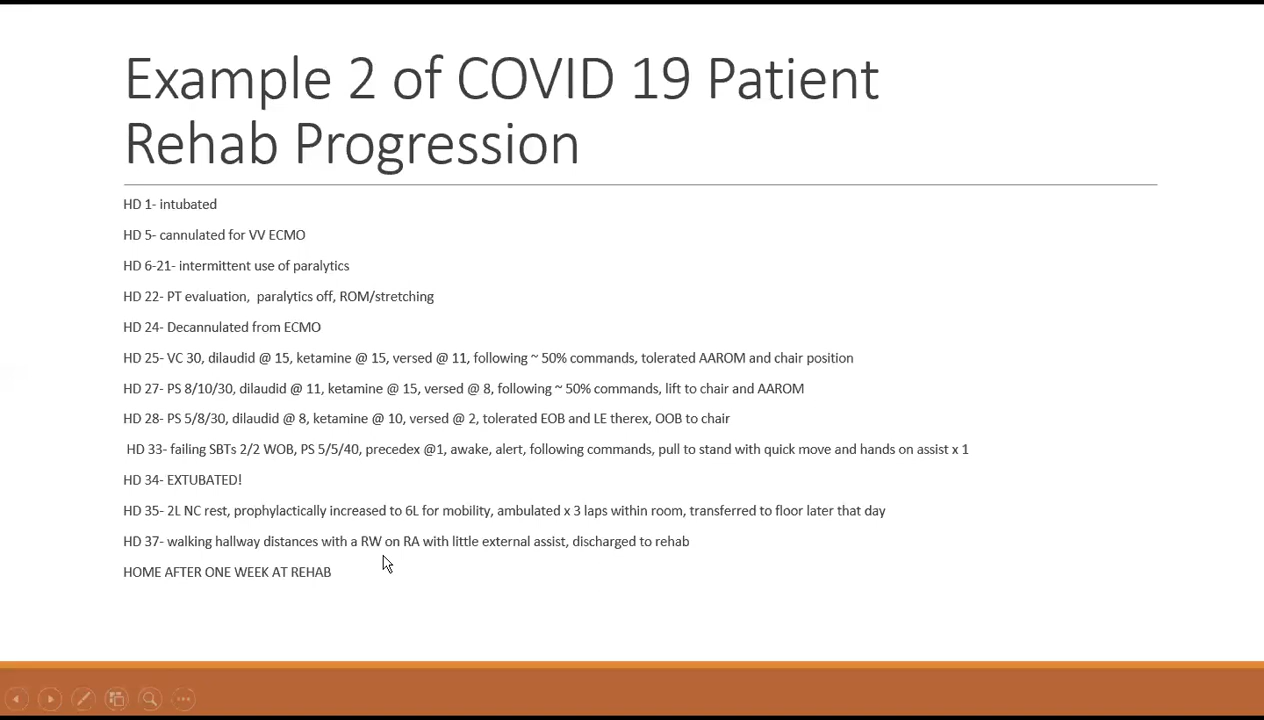 Example 2 of COVID 19 Patient
Rehab Progression
HD 1- intubated
HD 5- cannulated for VV ECMO
HD 6-21- intermittent use of paralytics
HD 22- PT evaluation,  paralytics off, ROM/stretching
HD 24- Decannulated from ECMO
HD 25- VC 30, dilaudid @ 15, ketamine @ 15, versed @ 11, following ~ 50% commands, tolerated AAROM and chair position
HD 27- PS 8/10/30, dilaudid @ 11, ketamine @ 15, versed @ 8, following ~ 50% commands, lift to chair and AAROM
HD 28- PS 5/8/30, dilaudid @ 8, ketamine @ 10, versed @ 2, tolerated EOB and LE therex, OOB to chair
HD 33- failing SBTs 2/2 WOB, PS 5/5/40, precedex @1, awake, alert, following commands, pull to stand with quick move and hands on assist x 1
HD 34- EXTUBATED!
HD 35- 2L NC rest, prophylactically increased to 6L for mobility, ambulated x 3 laps within room, transferred to floor later that day
HD 37- walking hallway distances with a RW on RA with little external assist, discharged to rehab
HOME AFTER ONE WEEK AT REHAB